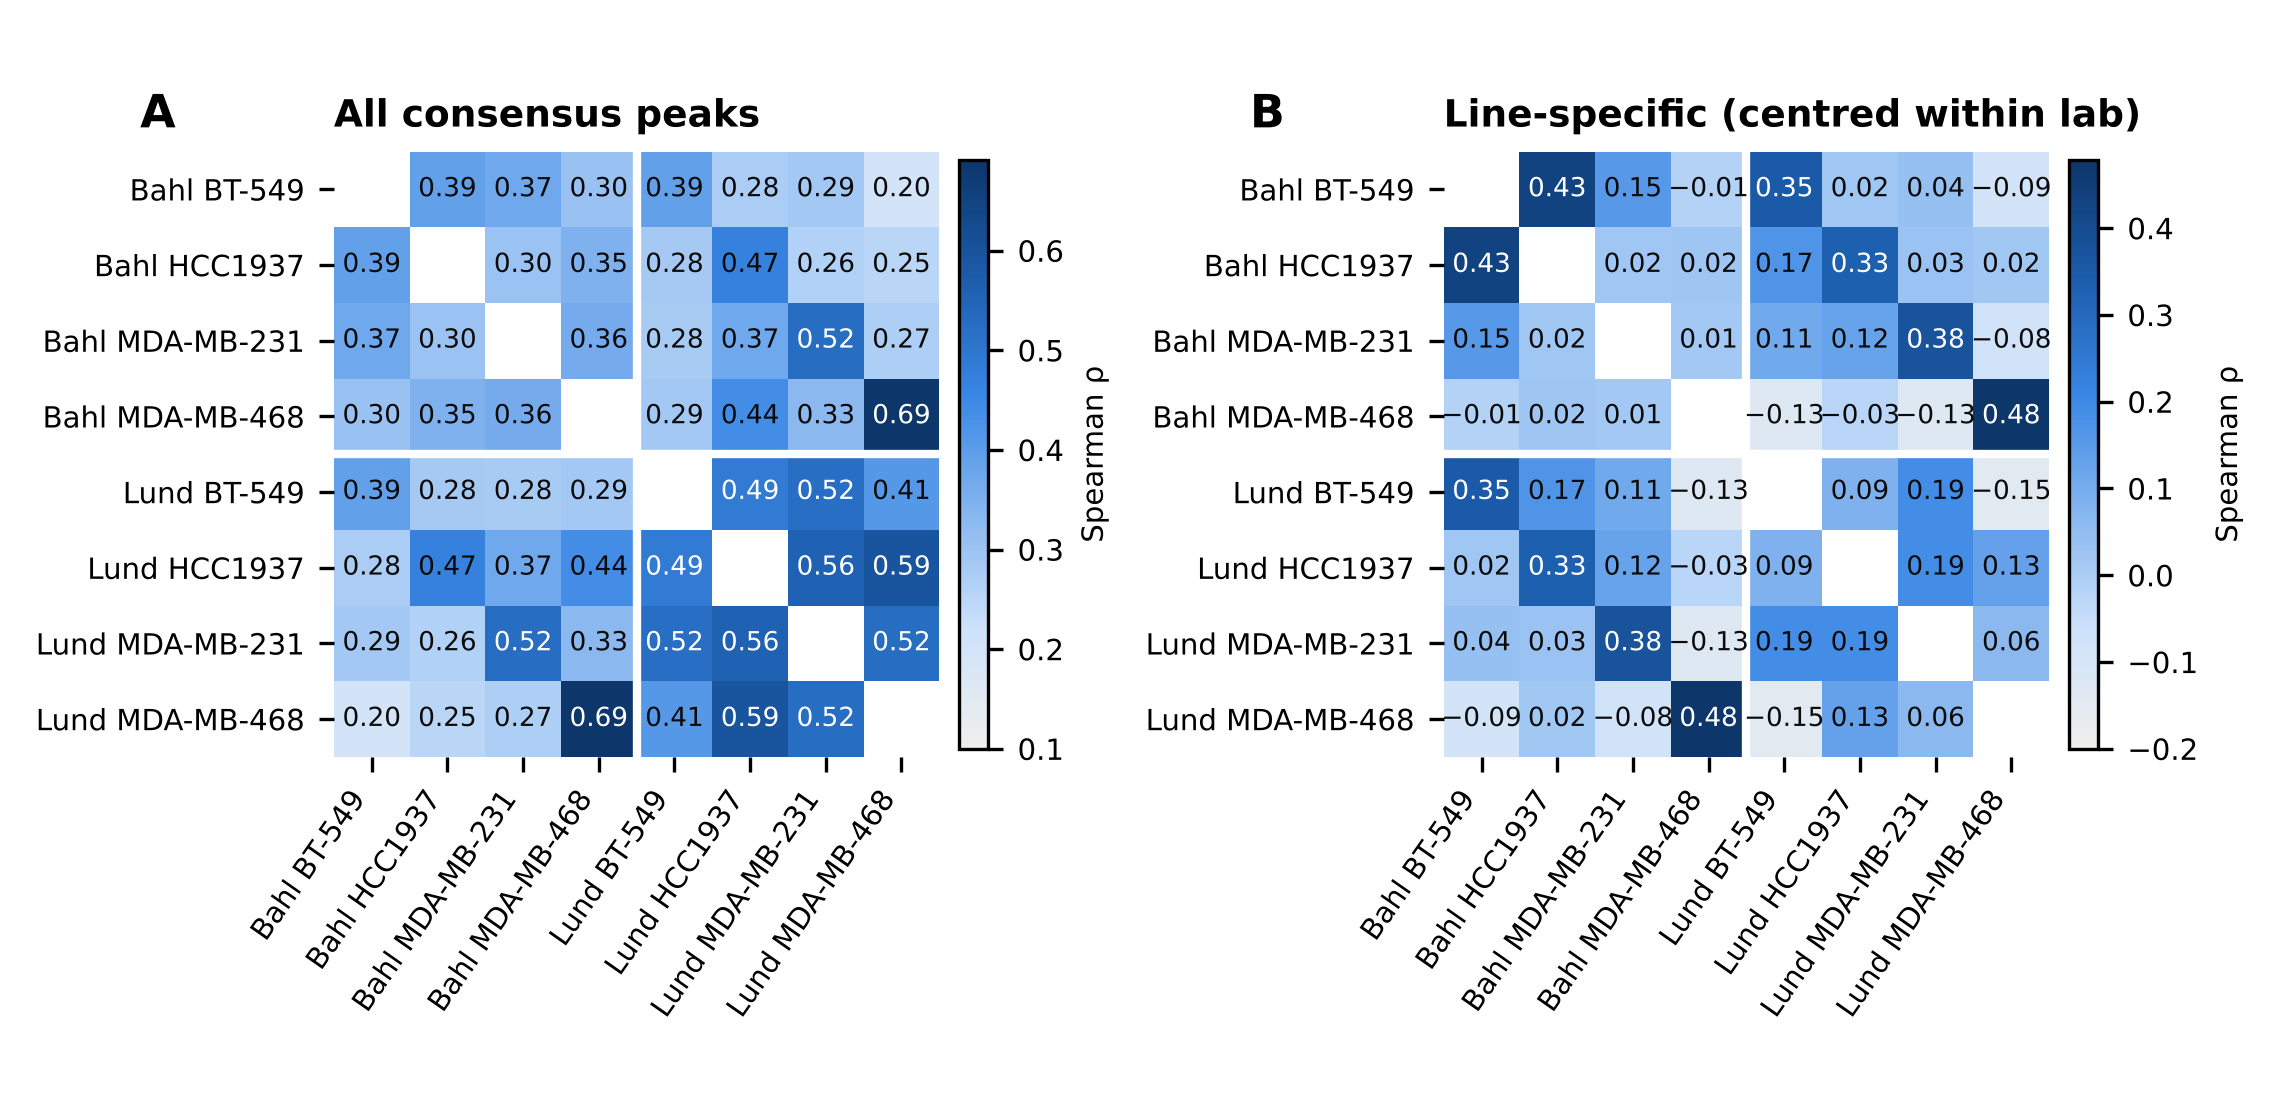 A All consensus peaks
Bahl BT-549 0.39 0.37 0.30 0.39 0.28 0.29 0.20
Bahl HCC1937 0.39 0.30 0.35 0.28 0.47 0.26 0.25
Bahl MDA-MB-231 0.37 0.30 0.36 0.28 0.37 0.52 0.27
Bahl MDA-MB-468 0.30 0.35 0.36 0.29 0.44 0.33 0.69
Lund BT-549 0.39 0.28 0.28 0.29 0.49 0.52 0.41
Lund HCC1937 0.28 0.47 0.37 0.44 0.49 0.56 0.59
Lund MDA-MB-231 0.29 0.26 0.52 0.33 0.52 0.56 0.52
Lund MDA-MB-468 0.20 0.25 0.27 0.69 0.41 0.59 0.52
Bahl BT-549
Bahl HCC1937
Bahl MDA-MB-231
Bahl MDA-MB-468
Lund BT-549
Lund HCC1937
Lund MDA-MB-231
Lund MDA-MB-468
0.6
0.5
0.4
0.3
0.2
0.1
Spearman ρ
B Line-specific (centred within lab)
Bahl BT-549 0.43 0.15 −0.01 0.35 0.02 0.04 −0.09
Bahl HCC1937 0.43 0.02 0.02 0.17 0.33 0.03 0.02
Bahl MDA-MB-231 0.15 0.02 0.01 0.11 0.12 0.38 −0.08
Bahl MDA-MB-468 −0.01 0.02 0.01 −0.13 −0.03 −0.13 0.48
Lund BT-549 0.35 0.17 0.11 −0.13 0.09 0.19 −0.15
Lund HCC1937 0.02 0.33 0.12 −0.03 0.09 0.19 0.13
Lund MDA-MB-231 0.04 0.03 0.38 −0.13 0.19 0.19 0.06
Lund MDA-MB-468 −0.09 0.02 −0.08 0.48 −0.15 0.13 0.06
Bahl BT-549
Bahl HCC1937
Bahl MDA-MB-231
Bahl MDA-MB-468
Lund BT-549
Lund HCC1937
Lund MDA-MB-231
Lund MDA-MB-468
0.4
0.3
0.2
0.1
0.0
−0.1
−0.2
Spearman ρ